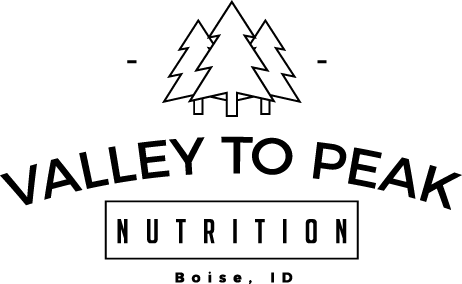 VALLEY TO PEAK
NUTRITION
Boise, ID